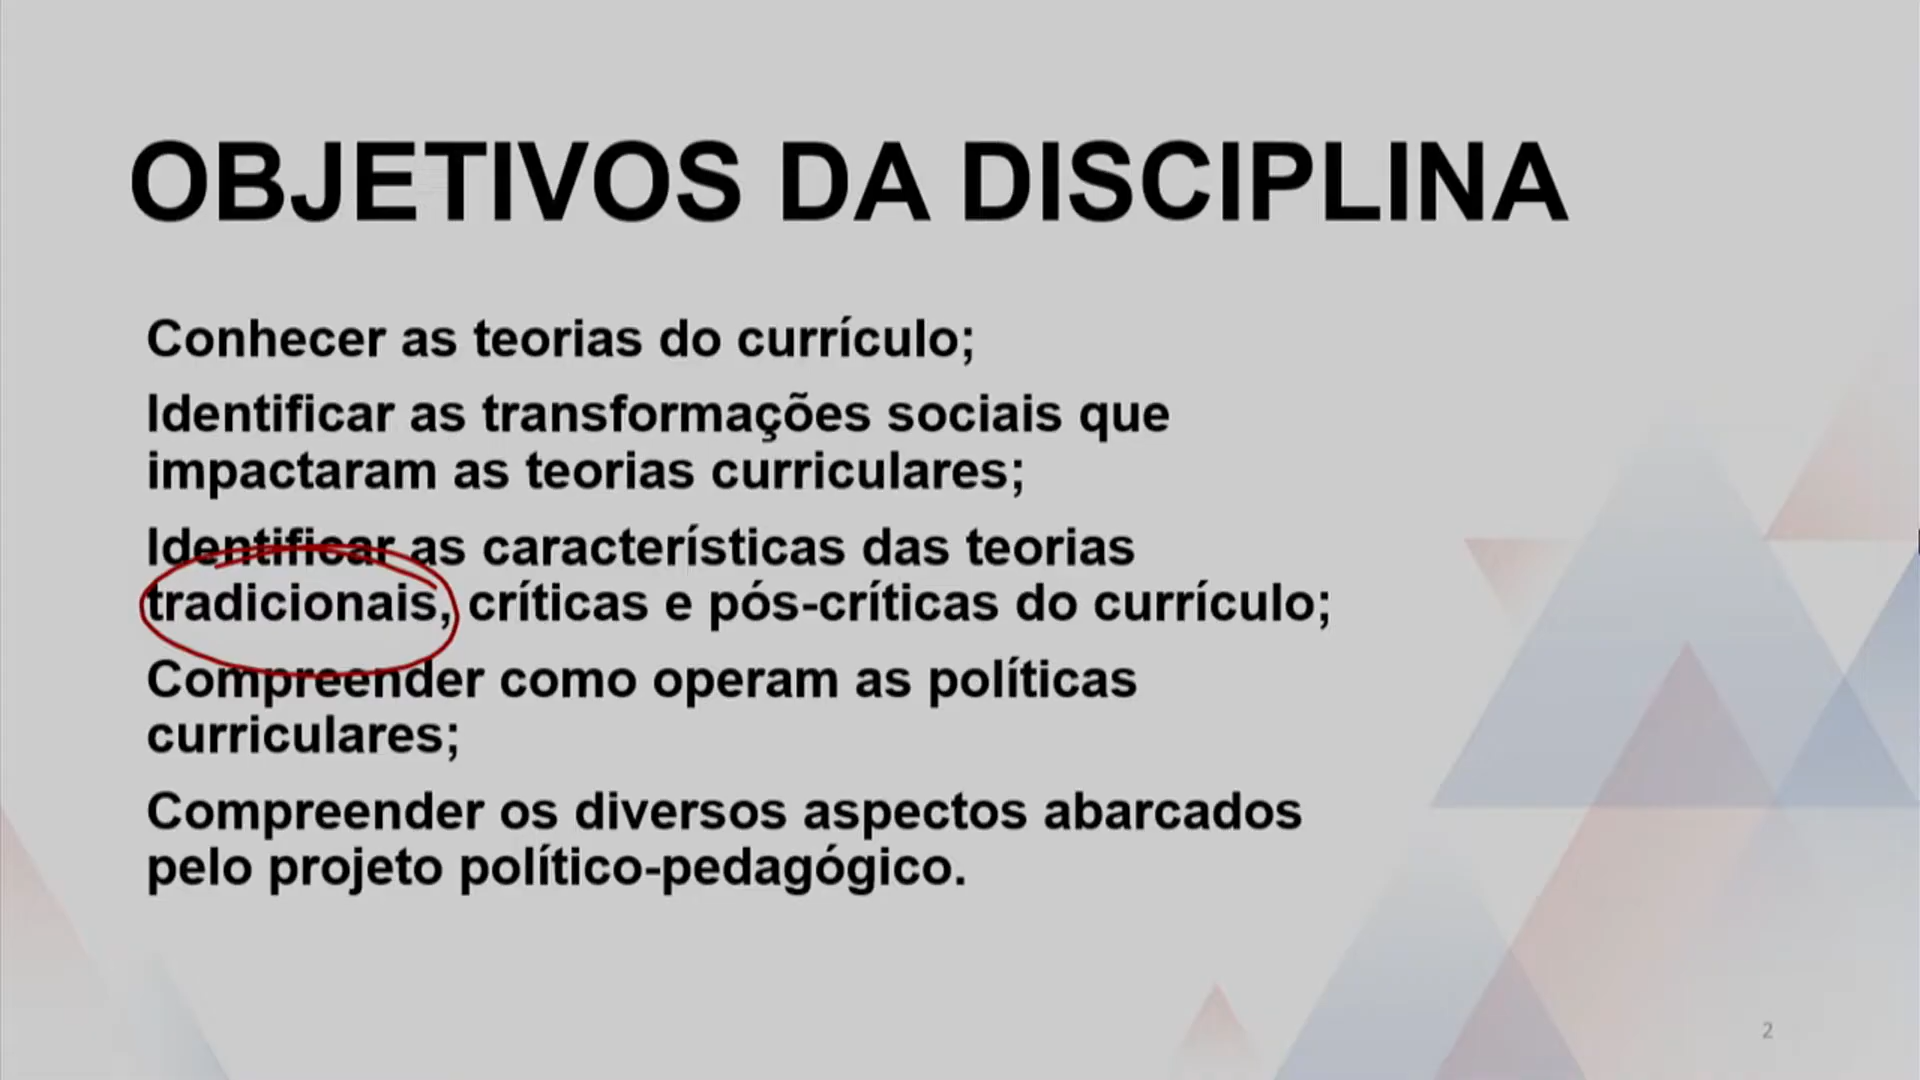 OBJETIVOS DA DISCIPLINA
Conhecer as teorias do currículo;
Identificar as transformações sociais que
impactaram as teorias curriculares;
Identificar as características das teorias
tradicionais, críticas e pós-críticas do currículo;
Compreender como operam as políticas
curriculares;
Compreender os diversos aspectos abarcados
pelo projeto político-pedagógico.
2